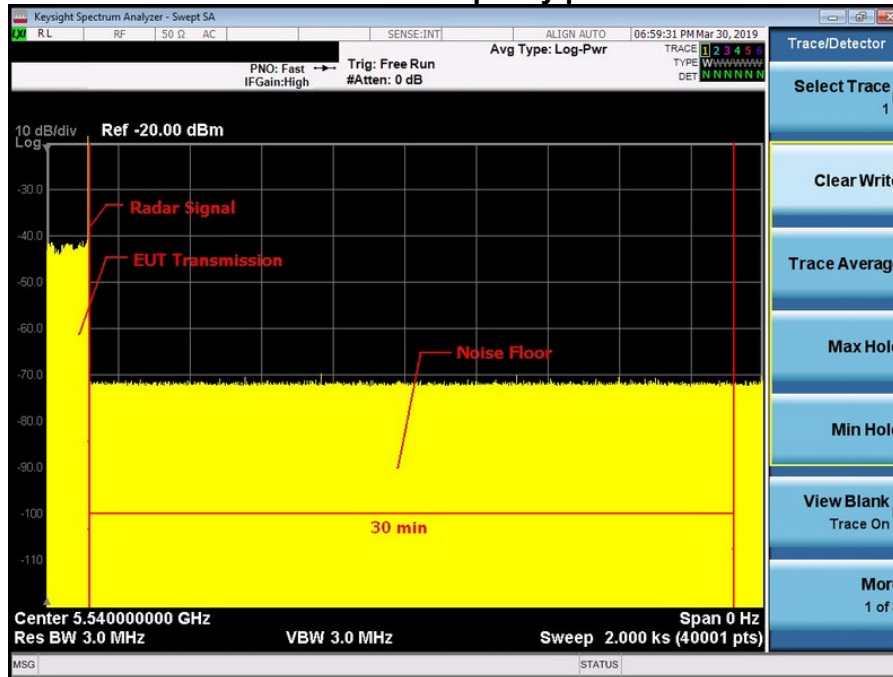 Keysight Spectrum Analyzer - Swept SA
RL RF 50 Ω AC SENSE:INT ALIGN AUTO 06:59:31 PM Mar 30, 2019
Avg Type: Log-Pwr TRACE 1 2 3 4 5 6
PNO: Fast Trig: Free Run TYPE WWWWWW
IFGain:High #Atten: 0 dB DET N N N N N N
Trace/Detector
Select Trace
1
Clear Write
Trace Average
Max Hold
Min Hold
View Blank
Trace On
More
1 of
10 dB/div Ref -20.00 dBm
Log
-30.0
-40.0
-50.0
-60.0
-70.0
-80.0
-90.0
-100
-110
Radar Signal
EUT Transmission
Noise Floor
30 min
Center 5.540000000 GHz Span 0 Hz
Res BW 3.0 MHz VBW 3.0 MHz Sweep 2.000 ks (40001 pts)
MSG STATUS